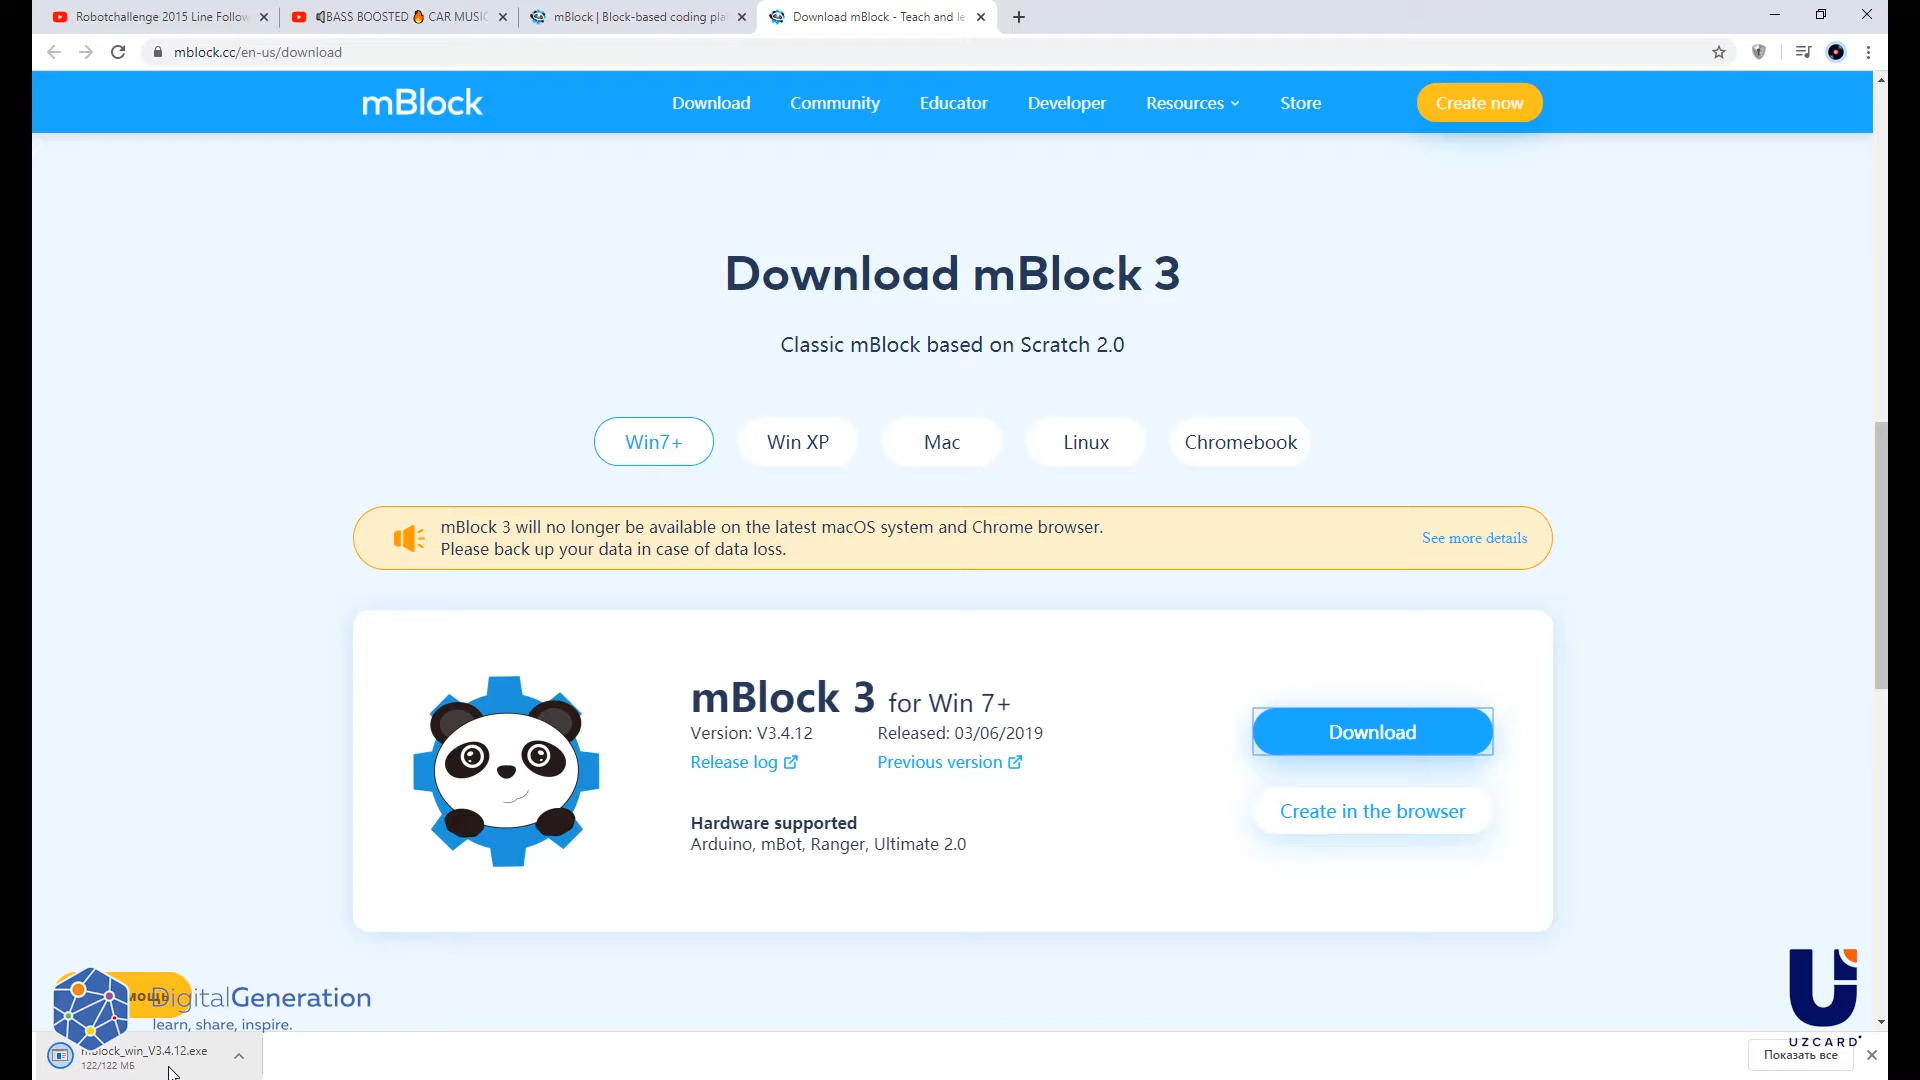 Robotchallenge 2015 Line Follow
BASS BOOSTED 🔥 CAR MUSIC
mBlock | Block-based coding pla
Download mBlock - Teach and le
mblock.cc/en-us/download
mBlock
Download
Community
Educator
Developer
Resources
Store
Create now
Download mBlock 3
Classic mBlock based on Scratch 2.0
Win7+
Win XP
Mac
Linux
Chromebook
mBlock 3 will no longer be available on the latest macOS system and Chrome browser.
Please back up your data in case of data loss.
See more details
mBlock 3 for Win 7+
Version: V3.4.12
Released: 03/06/2019
Release log
Previous version
Hardware supported
Arduino, mBot, Ranger, Ultimate 2.0
Download
Create in the browser
DigitalGeneration
learn, share, inspire.
mBlock_win_V3.4.12.exe
122/122 МБ
UZCARD
Показать все